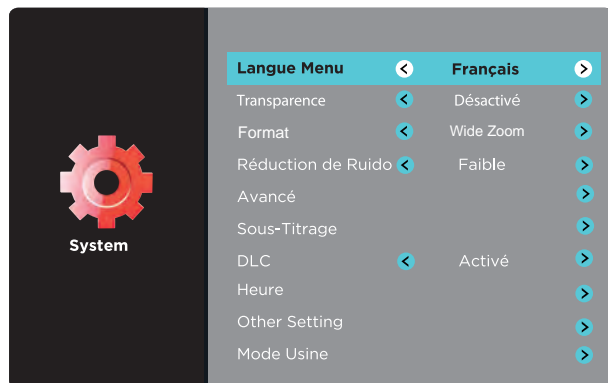 Langue Menu < Français >
Transparence < Désactivé >
Format < Wide Zoom >
Réduction de Ruido < Faible >
Avancé >
Sous-Titrage >
System
DLC < Activé >
Heure >
Other Setting >
Mode Usine >